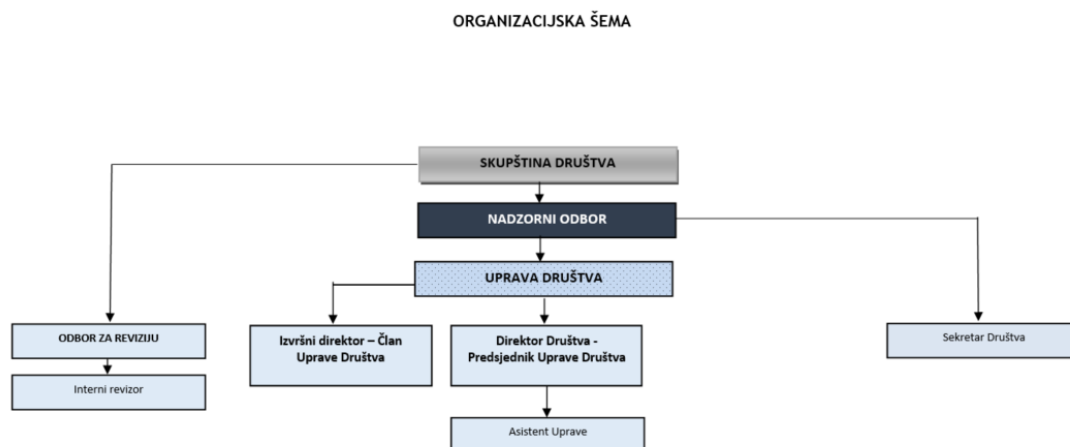 ORGANIZACIJSKA ŠEMA
SKUPŠTINA DRUŠTVA
NADZORNI ODBOR
UPRAVA DRUŠTVA
ODBOR ZA REVIZIJU
Izvršni direktor – Član
Uprave Društva
Direktor Društva -
Predsjednik Uprave Društva
Sekretar Društva
Interni revizor
Asistent Uprave